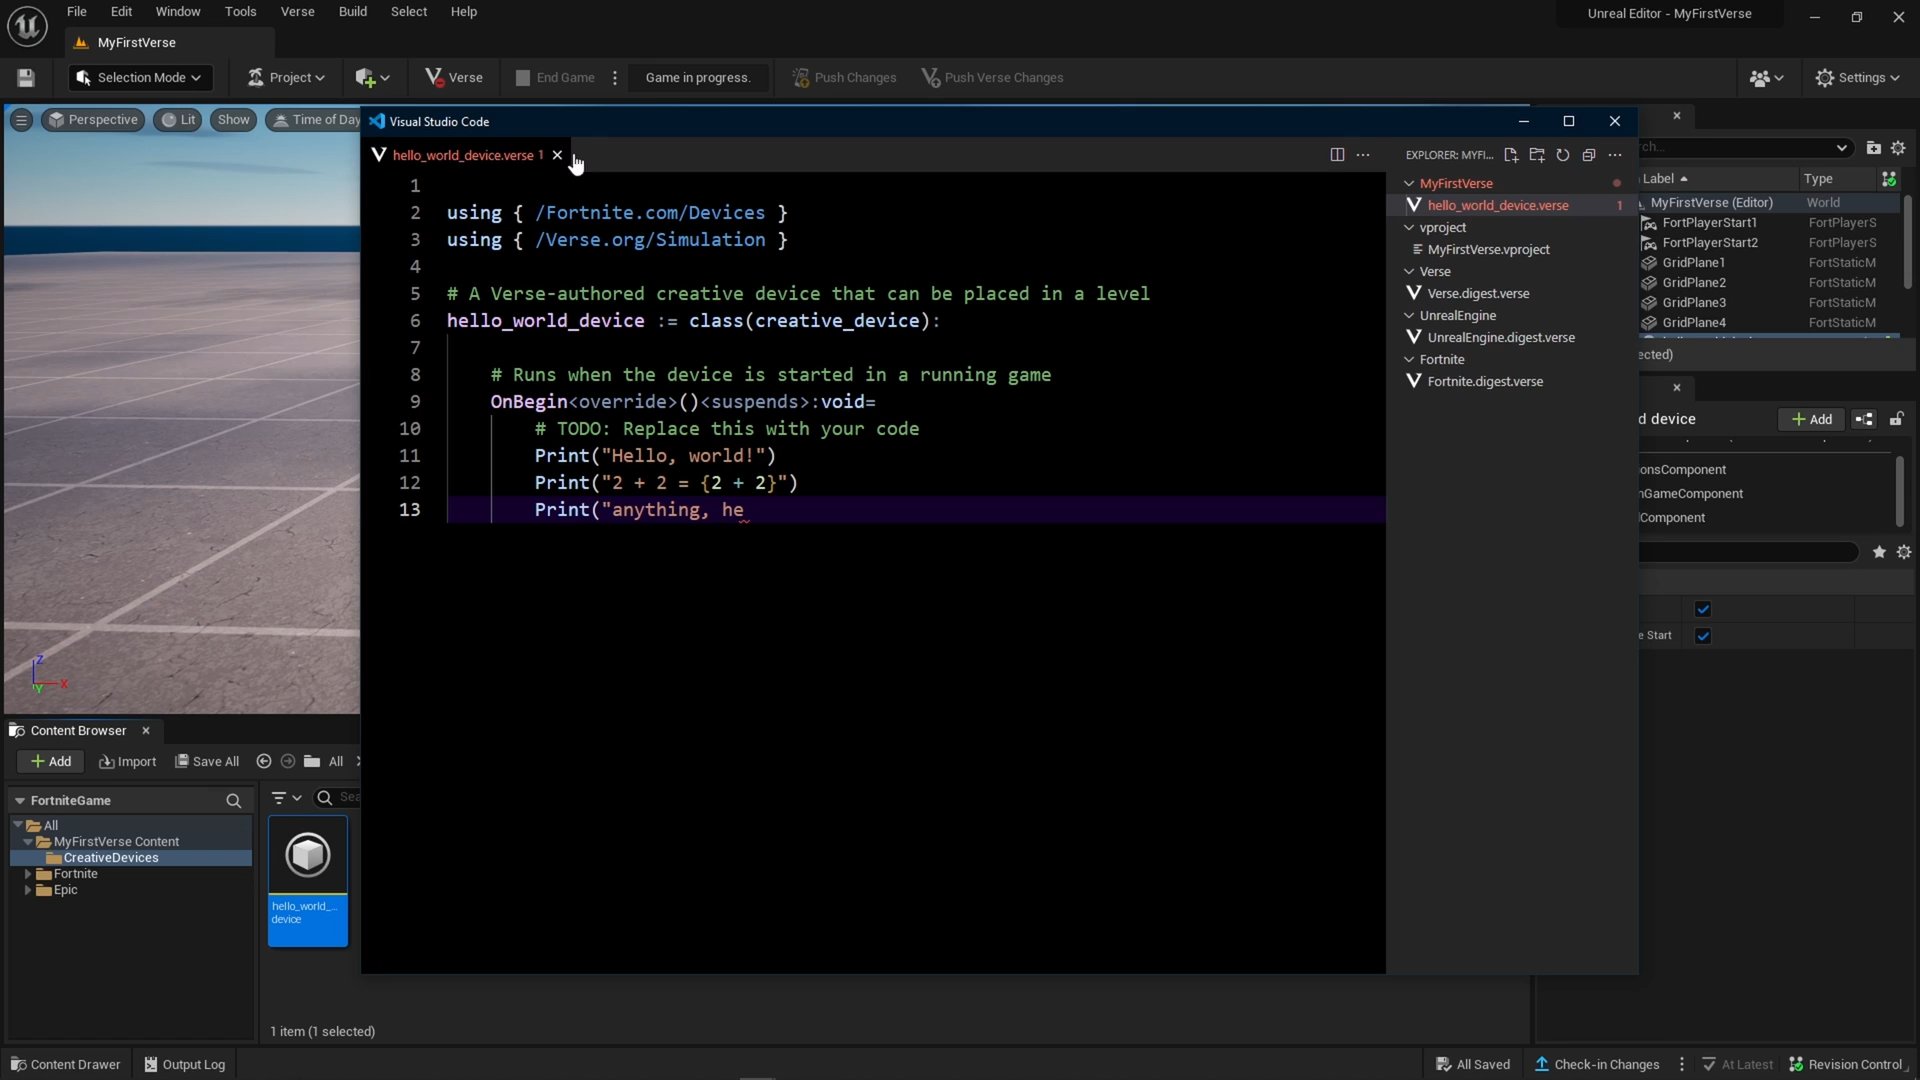 File Edit Window Tools Verse Build Select Help
Unreal Editor - MyFirstVerse
MyFirstVerse
Selection Mode
Project
Verse
End Game
Game in progress.
Push Changes
Push Verse Changes
Settings
Perspective
Lit
Show
Time of Day
Visual Studio Code
hello_world_device.verse 1
1
2 using { /Fortnite.com/Devices }
3 using { /Verse.org/Simulation }
4
5 # A Verse-authored creative device that can be placed in a level
6 hello_world_device := class(creative_device):
7
8 # Runs when the device is started in a running game
9 OnBegin<override>()<suspends>:void=
10 # TODO: Replace this with your code
11 Print("Hello, world!")
12 Print("2 + 2 = {2 + 2}")
13 Print("anything, he
EXPLORER: MYFI...
MyFirstVerse
hello_world_device.verse 1
vproject
MyFirstVerse.vproject
Verse
Verse.digest.verse
UnrealEngine
UnrealEngine.digest.verse
Fortnite
Fortnite.digest.verse
rch...
Label Type
MyFirstVerse (Editor) World
FortPlayerStart1 FortPlayerS
FortPlayerStart2 FortPlayerS
GridPlane1 FortStaticM
GridPlane2 FortStaticM
GridPlane3 FortStaticM
GridPlane4 FortStaticM
ected)
d device
Add
onsComponent
nGameComponent
lComponent
e Start
Z
X
Y
Content Browser
Add
Import
Save All
All
FortniteGame
Sea
All
MyFirstVerse Content
CreativeDevices
Fortnite
Epic
hello_world_...
device
1 item (1 selected)
Content Drawer
Output Log
All Saved
Check-in Changes
At Latest
Revision Control